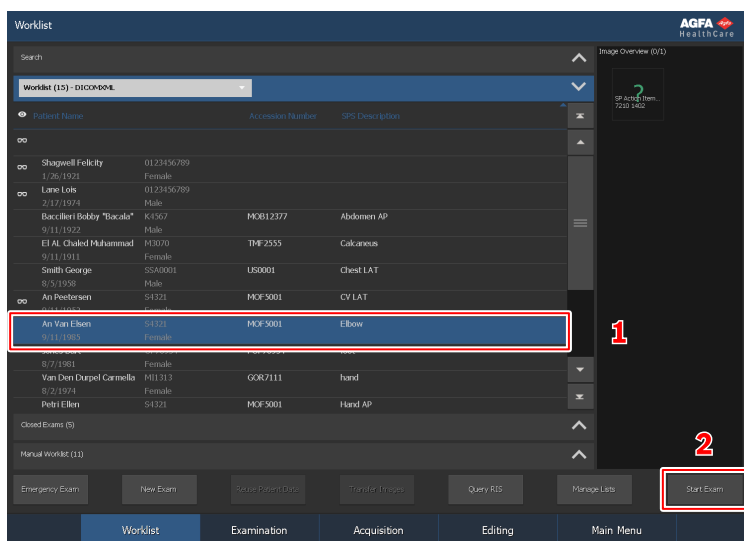 Worklist
AGFA
HealthCare
Search
Image Overview (0/1)
Worklist (15) - DICOMXML
?
SP Action Item...
7210 1402
Patient Name Accession Number SPS Description
Shagwell Felicity 0123456789
1/26/1921 Female
Lane Lois 0123456789
2/17/1974 Male
Baccilieri Bobby "Bacala" K4567 MOB12377 Abdomen AP
9/11/1922 Male
El AL Chaled Muhammad M3070 TMF2555 Calcaneus
9/11/1911 Female
Smith George SSA0001 US0001 Chest LAT
8/5/1958 Male
An Peetersen S4321 MOF5001 CV LAT
An Van Elsen S4321 MOF5001 Elbow
9/11/1985 Female
1
8/7/1981 Female
Van Den Durpel Carmella MI1313 GOR7111 hand
8/2/1974 Female
Petri Ellen S4321 MOF5001 Hand AP
Closed Exams (5)
Manual Worklist (11)
2
Emergency Exam New Exam Reuse Patient Data Transfer Images Query RIS Manage Lists Start Exam
Worklist Examination Acquisition Editing Main Menu